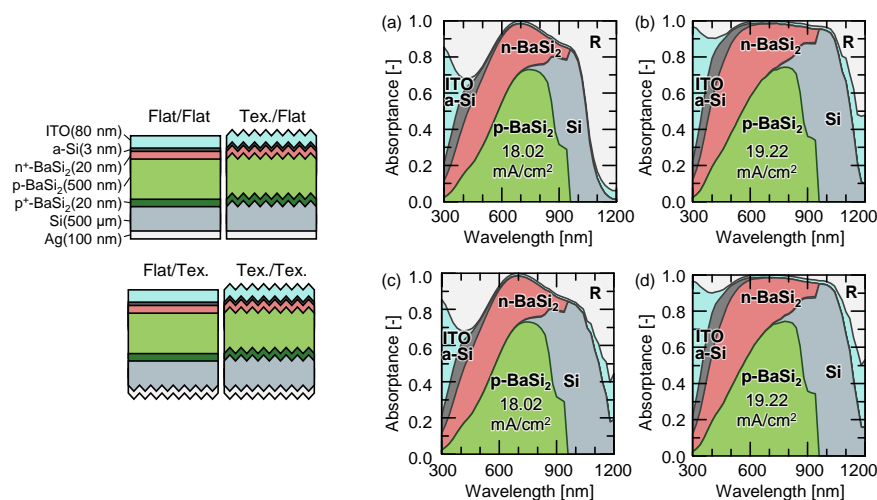 Flat/Flat
Tex./Flat
ITO(80 nm)
a-Si(3 nm)
n⁺-BaSi₂(20 nm)
p-BaSi₂(500 nm)
p⁺-BaSi₂(20 nm)
Si(500 µm)
Ag(100 nm)
Flat/Tex.
Tex./Tex.
(a)
1.0
0.8
0.6
0.4
0.2
0.0
Absorptance [-]
n-BaSi₂
R
ITO
a-Si
p-BaSi₂
Si
18.02
mA/cm²
300 600 900 1200
Wavelength [nm]
(b)
1.0
0.8
0.6
0.4
0.2
0.0
Absorptance [-]
n-BaSi₂
R
ITO
a-Si
p-BaSi₂
Si
19.22
mA/cm²
300 600 900 1200
Wavelength [nm]
(c)
1.0
0.8
0.6
0.4
0.2
0.0
Absorptance [-]
n-BaSi₂
R
ITO
a-Si
p-BaSi₂
Si
18.02
mA/cm²
300 600 900 1200
Wavelength [nm]
(d)
1.0
0.8
0.6
0.4
0.2
0.0
Absorptance [-]
n-BaSi₂
R
ITO
a-Si
p-BaSi₂
Si
19.22
mA/cm²
300 600 900 1200
Wavelength [nm]